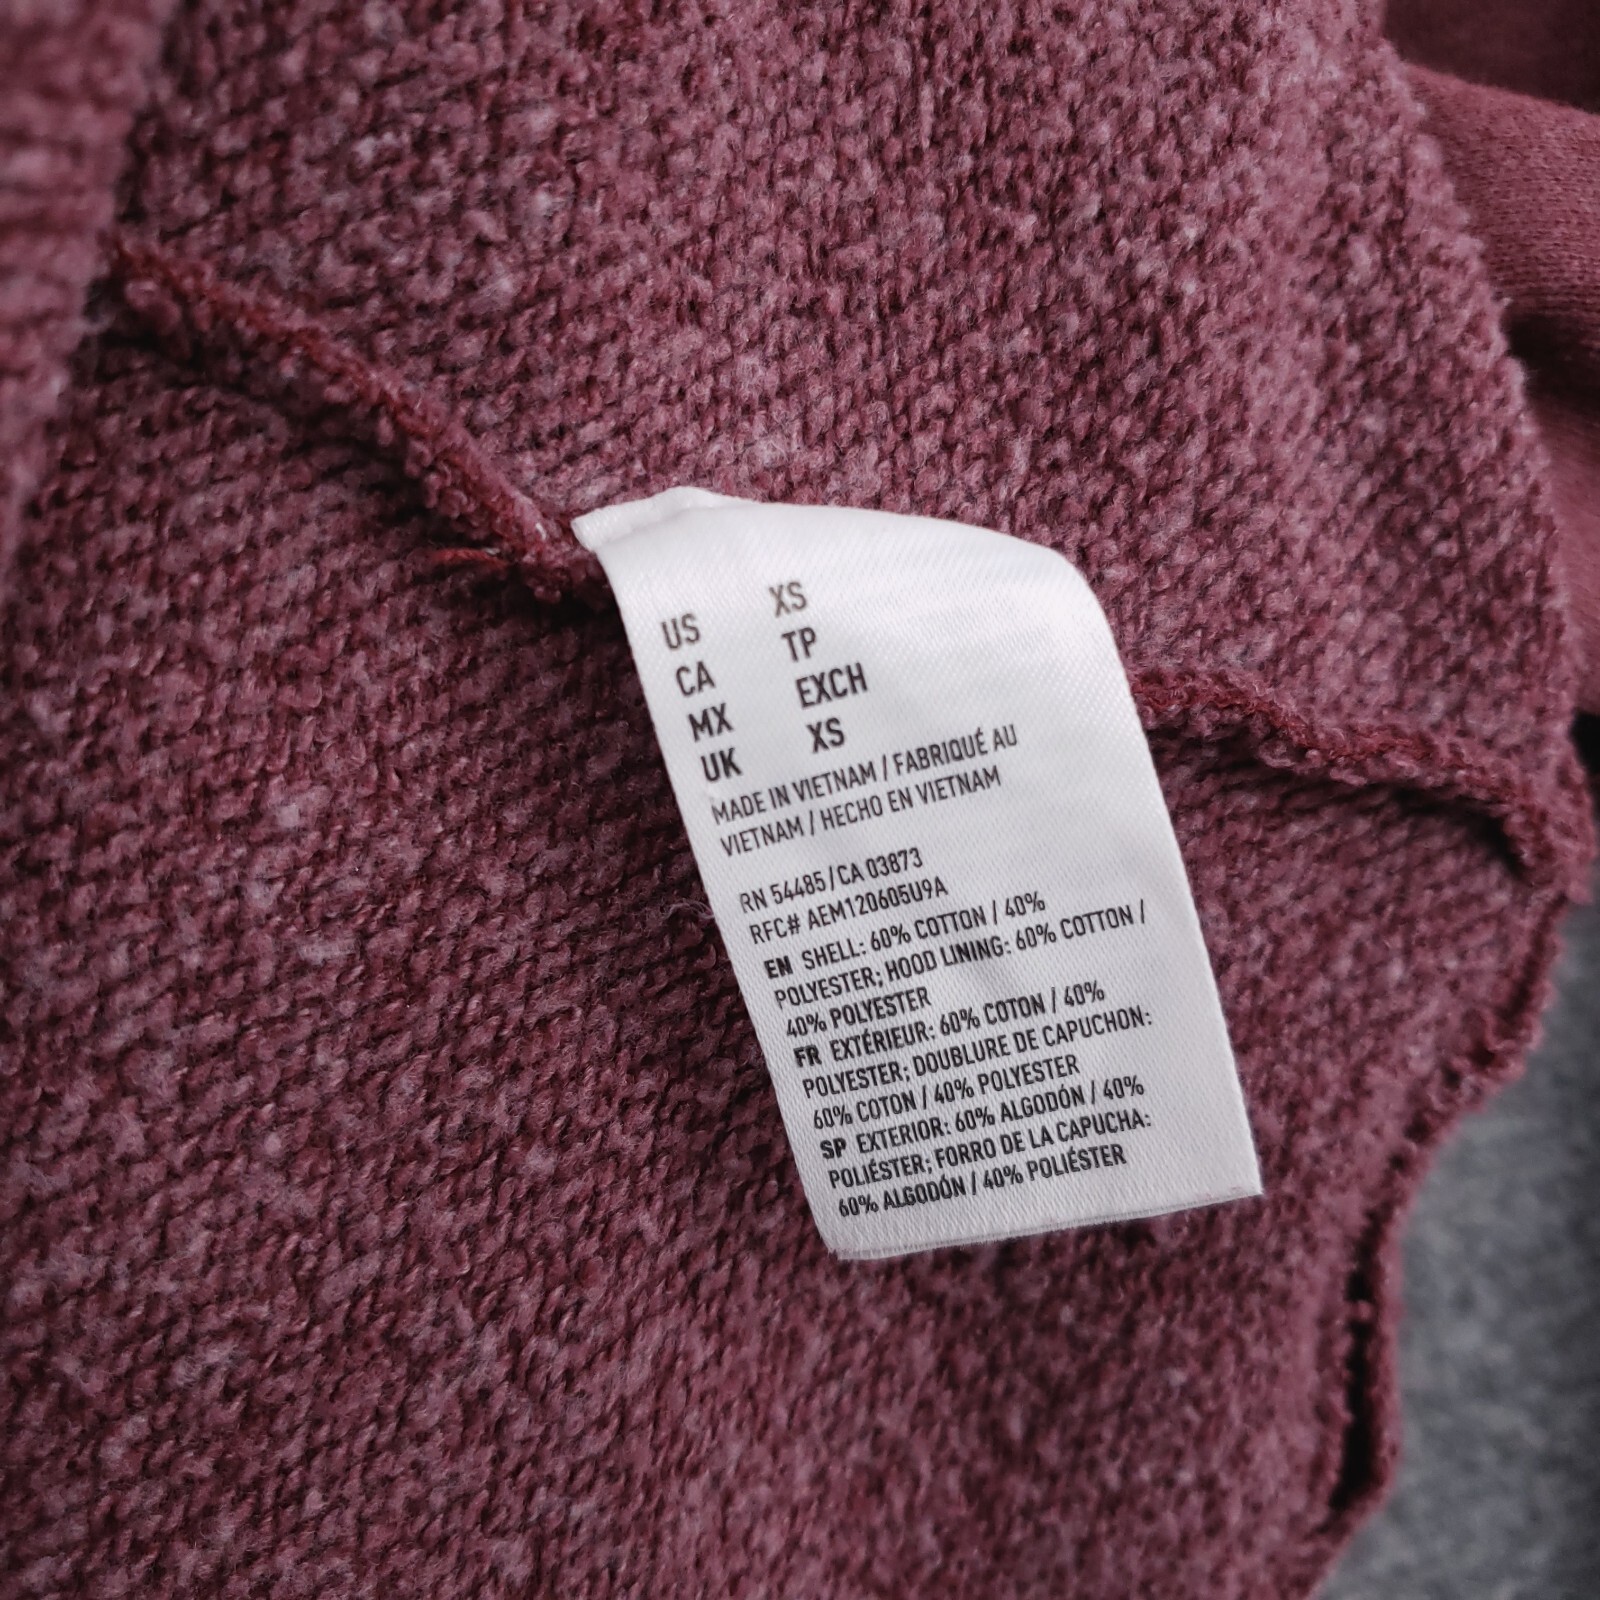 US XS
CA TP
MX EXCH
UK XS
MADE IN VIETNAM / FABRIQUÉ AU
VIETNAM / HECHO EN VIETNAM
RN 54485 / CA 03873
RFC# AEM120605U9A
EN SHELL: 60% COTTON / 40%
POLYESTER; HOOD LINING: 60% COTTON /
40% POLYESTER
FR EXTÉRIEUR: 60% COTON / 40%
POLYESTER; DOUBLURE DE CAPUCHON:
60% COTON / 40% POLYESTER
SP EXTERIOR: 60% ALGODÓN / 40%
POLIÉSTER; FORRO DE LA CAPUCHA:
60% ALGODÓN / 40% POLIÉSTER